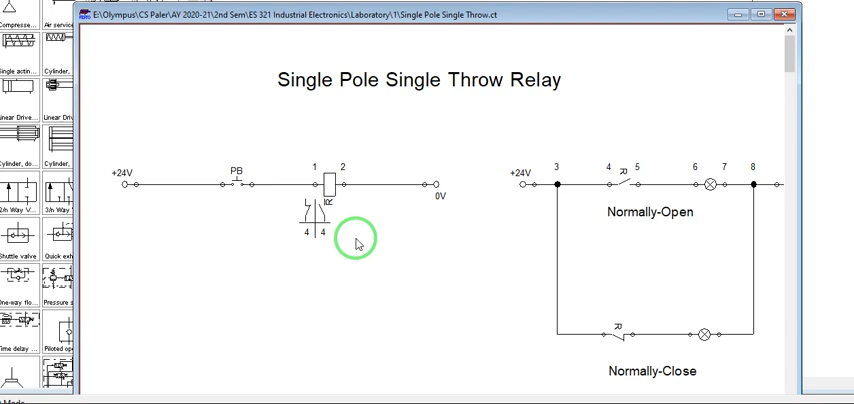 E:\Olympus\CS Paler\AY 2020-21\2nd Sem\ES 321 Industrial Electronics\Laboratory\1\Single Pole Single Throw.ct
Compresse... Air service
Single actin... Cylinder,
Linear Drive... Linear Driv
Cylinder, do... Cylinder,
2/n Way V... 3/n Way
Shuttle valve Quick exh
One-way flo... Pressure s
Time delay ... Piloted op
Single Pole Single Throw Relay
+24V PB 1 2 0V
R
4 4
+24V 3 4 R 5 6 7 8
Normally-Open
R
Normally-Close
Mode